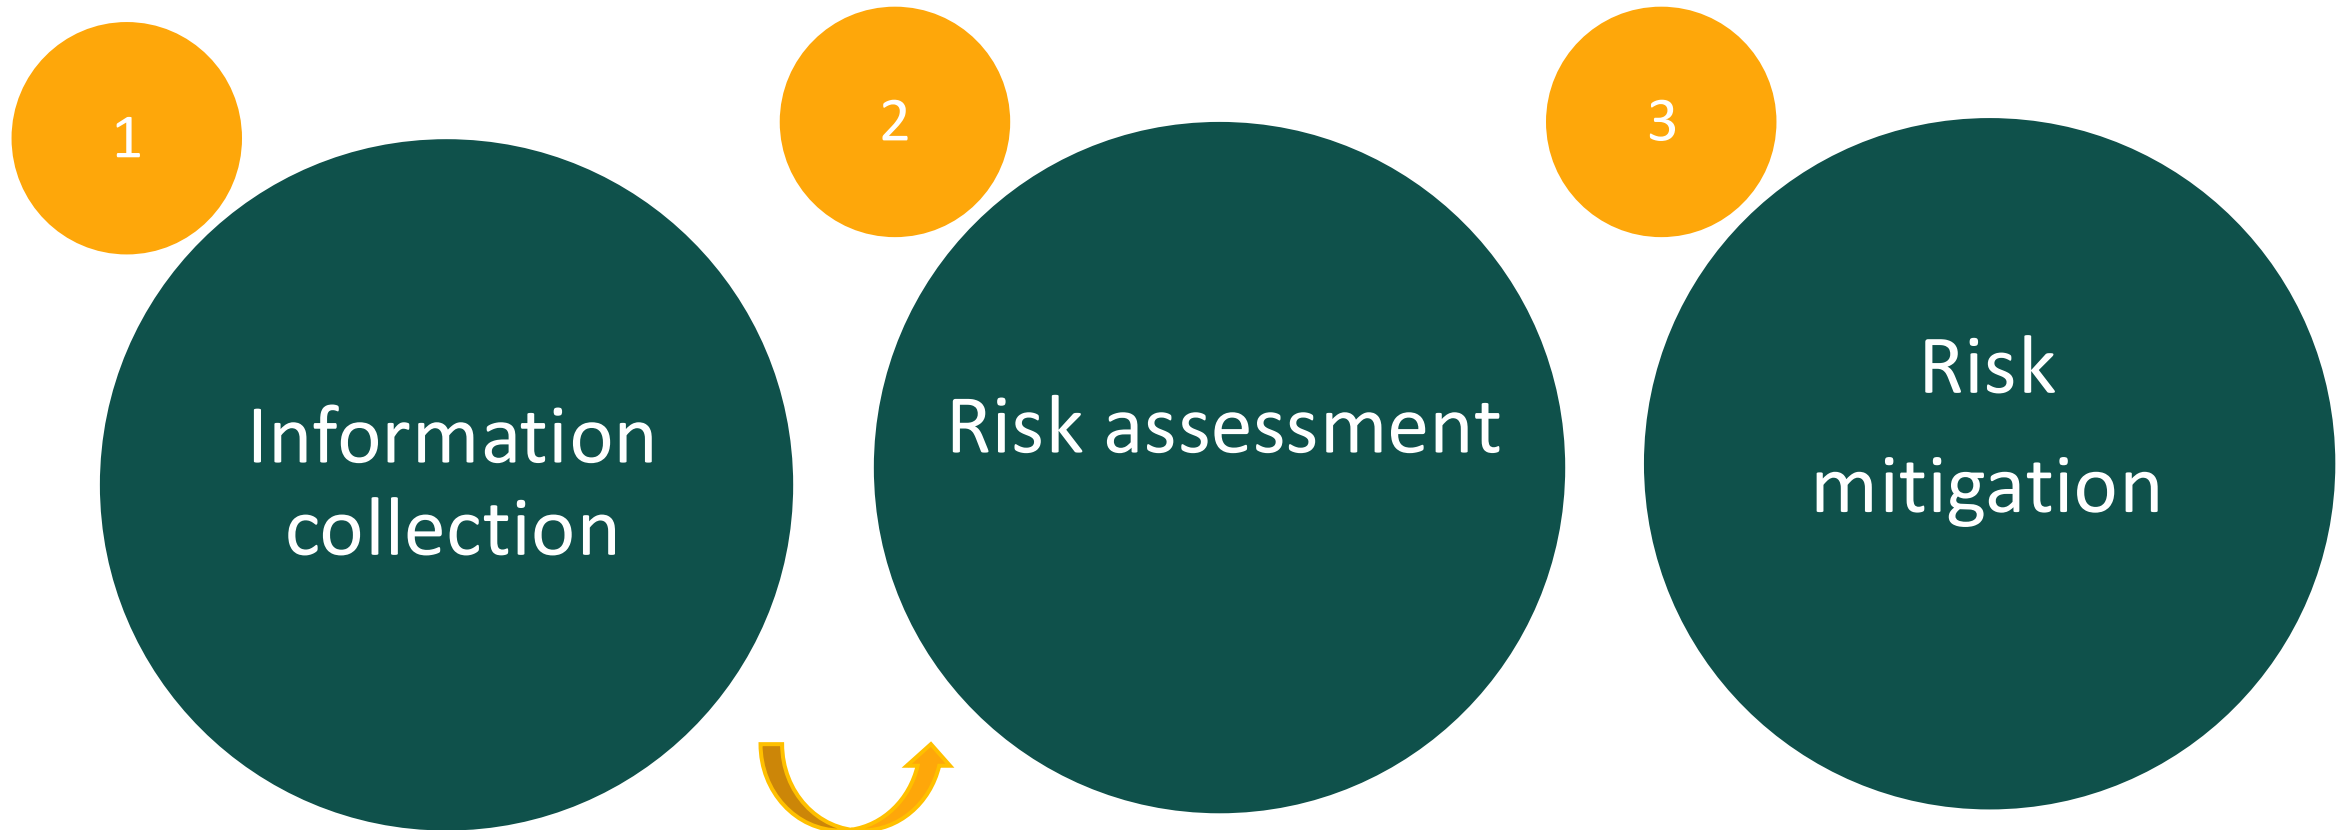 1
Information
collection
2
Risk assessment
3
Risk
mitigation